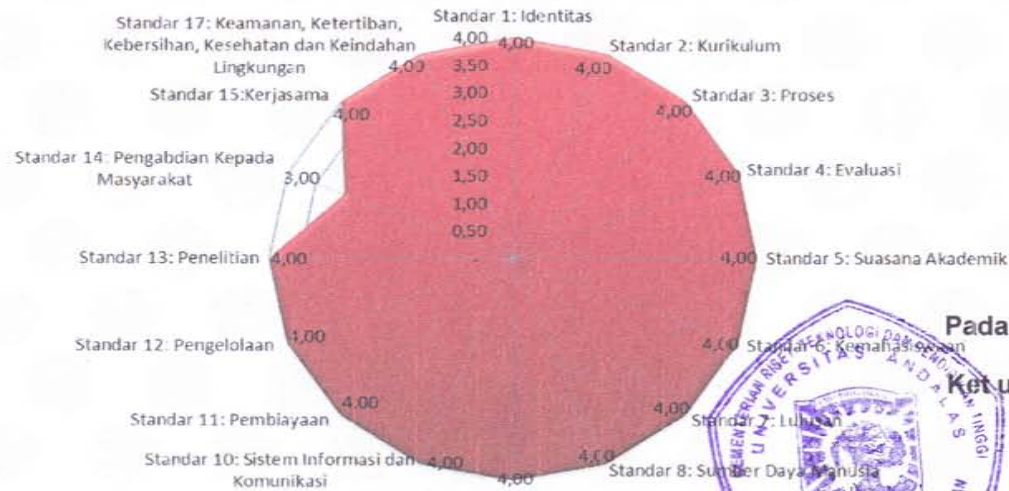 Standar 1: Identitas
4,00
Standar 2: Kurikulum
4,00
Standar 3: Proses
4,00
Standar 4: Evaluasi
4,00
Standar 5: Suasana Akademik
4,00
Standar 6: Kemahasiswaan
4,00
Standar 7: Lulusan
4,00
Standar 8: Sumber Daya Manusia
4,00
4,00
Standar 10: Sistem Informasi dan
Komunikasi
4,00
Standar 11: Pembiayaan
4,00
Standar 12: Pengelolaan
4,00
Standar 13: Penelitian
4,00
Standar 14: Pengabdian Kepada
Masyarakat
3,00
Standar 15:Kerjasama
4,00
Standar 17: Keamanan, Ketertiban,
Kebersihan, Kesehatan dan Keindahan
Lingkungan
4,00
4,00
3,50
3,00
2,50
2,00
1,50
1,00
0,50
-
Pada
Ketu
UNIVERSITAS ANDALAS